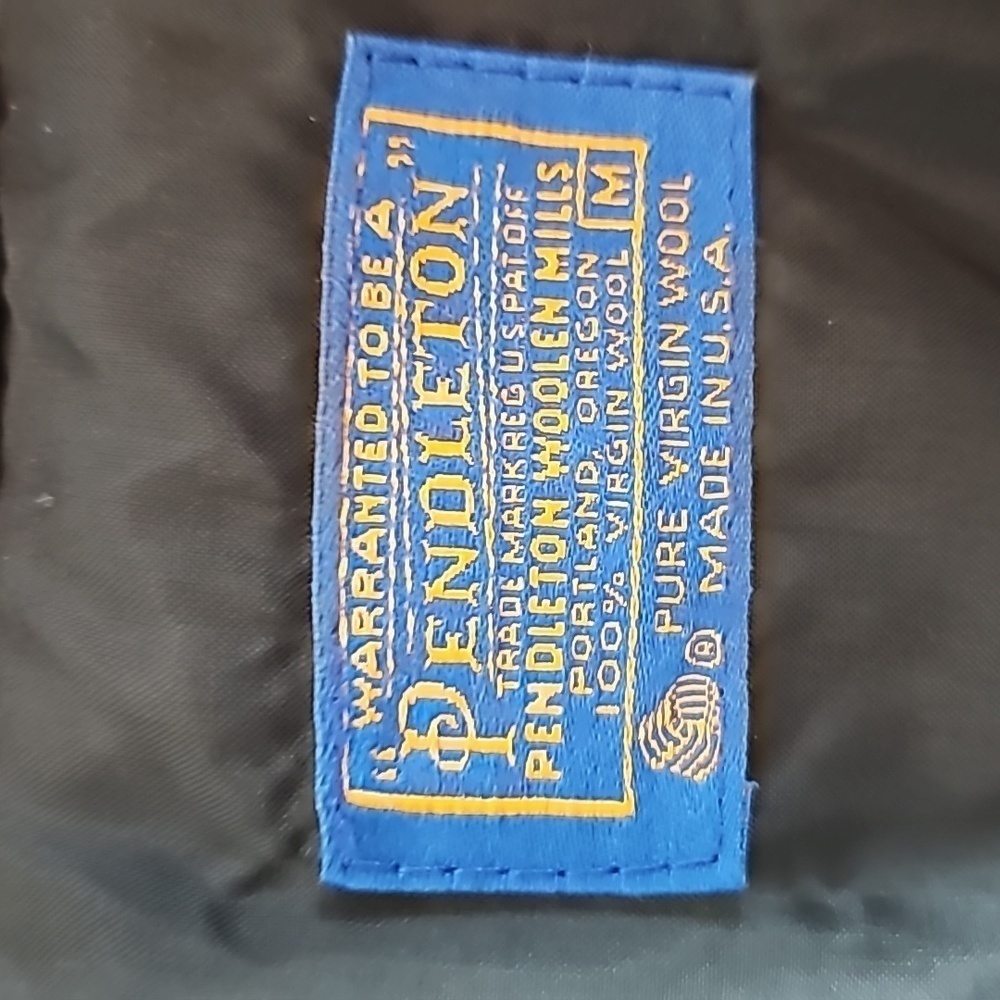 "WARRANTED TO BE A
PENDLETON"
TRADE MARK REG US PAT OFF
PENDLETON WOOLEN MILLS
PORTLAND, OREGON
100% VIRGIN WOOL M
PURE VIRGIN WOOL
® MADE IN U.S.A.